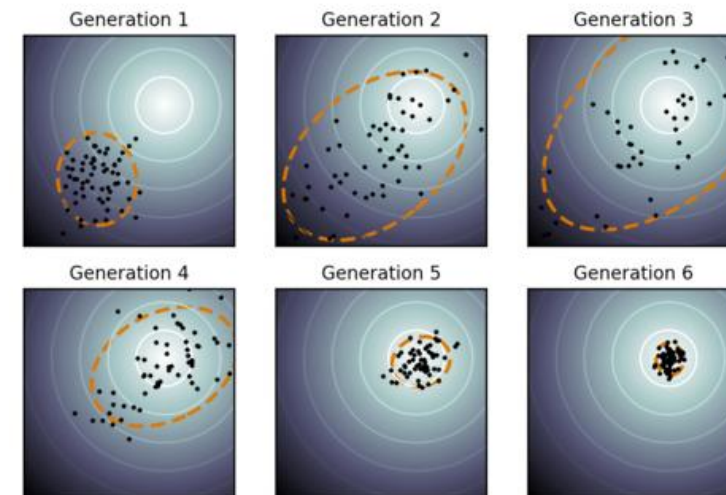 Generation 1
Generation 2
Generation 3
Generation 4
Generation 5
Generation 6